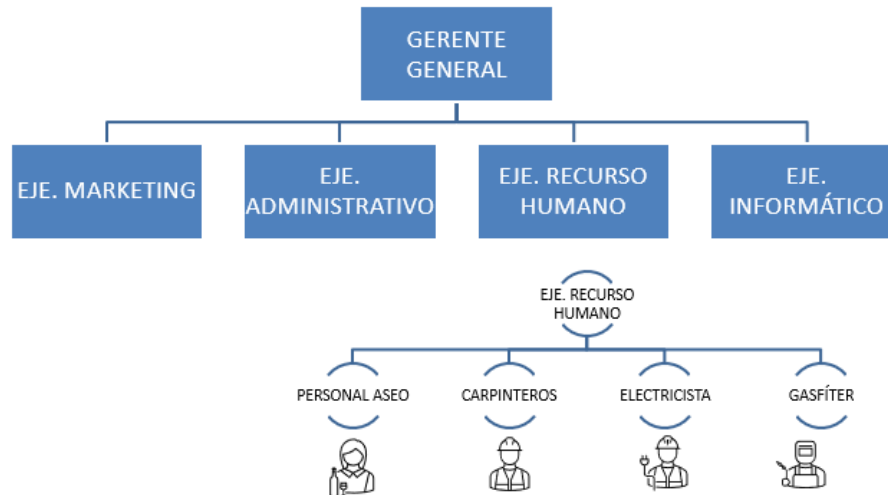 GERENTE
GENERAL
EJE. MARKETING
EJE.
ADMINISTRATIVO
EJE. RECURSO
HUMANO
EJE.
INFORMÁTICO
EJE. RECURSO
HUMANO
PERSONAL ASEO
CARPINTEROS
ELECTRICISTA
GASFÍTER